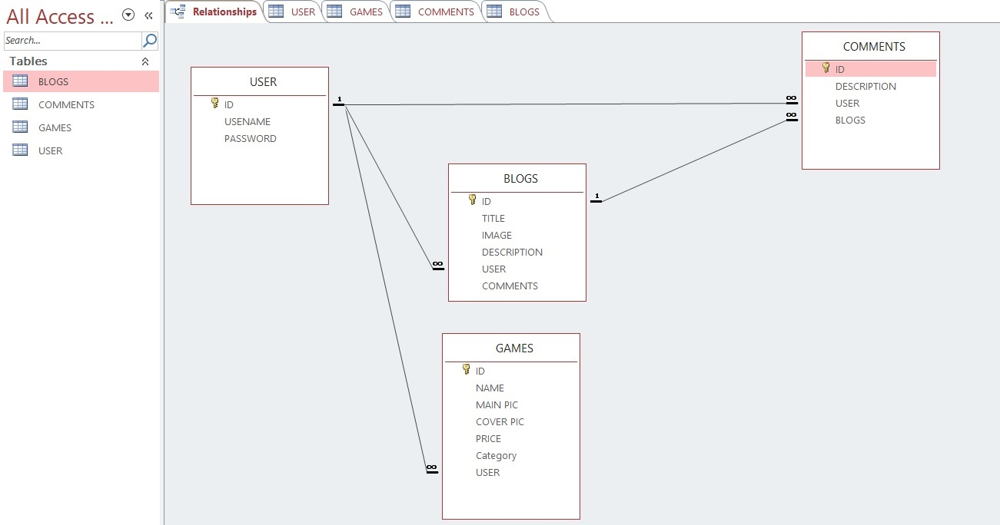 All Access ...
Search...
Tables
BLOGS
COMMENTS
GAMES
USER
Relationships
USER
GAMES
COMMENTS
BLOGS
USER
ID
USENAME
PASSWORD
1
∞
∞
∞
∞
1
COMMENTS
ID
DESCRIPTION
USER
BLOGS
BLOGS
ID
TITLE
IMAGE
DESCRIPTION
USER
COMMENTS
GAMES
ID
NAME
MAIN PIC
COVER PIC
PRICE
Category
USER